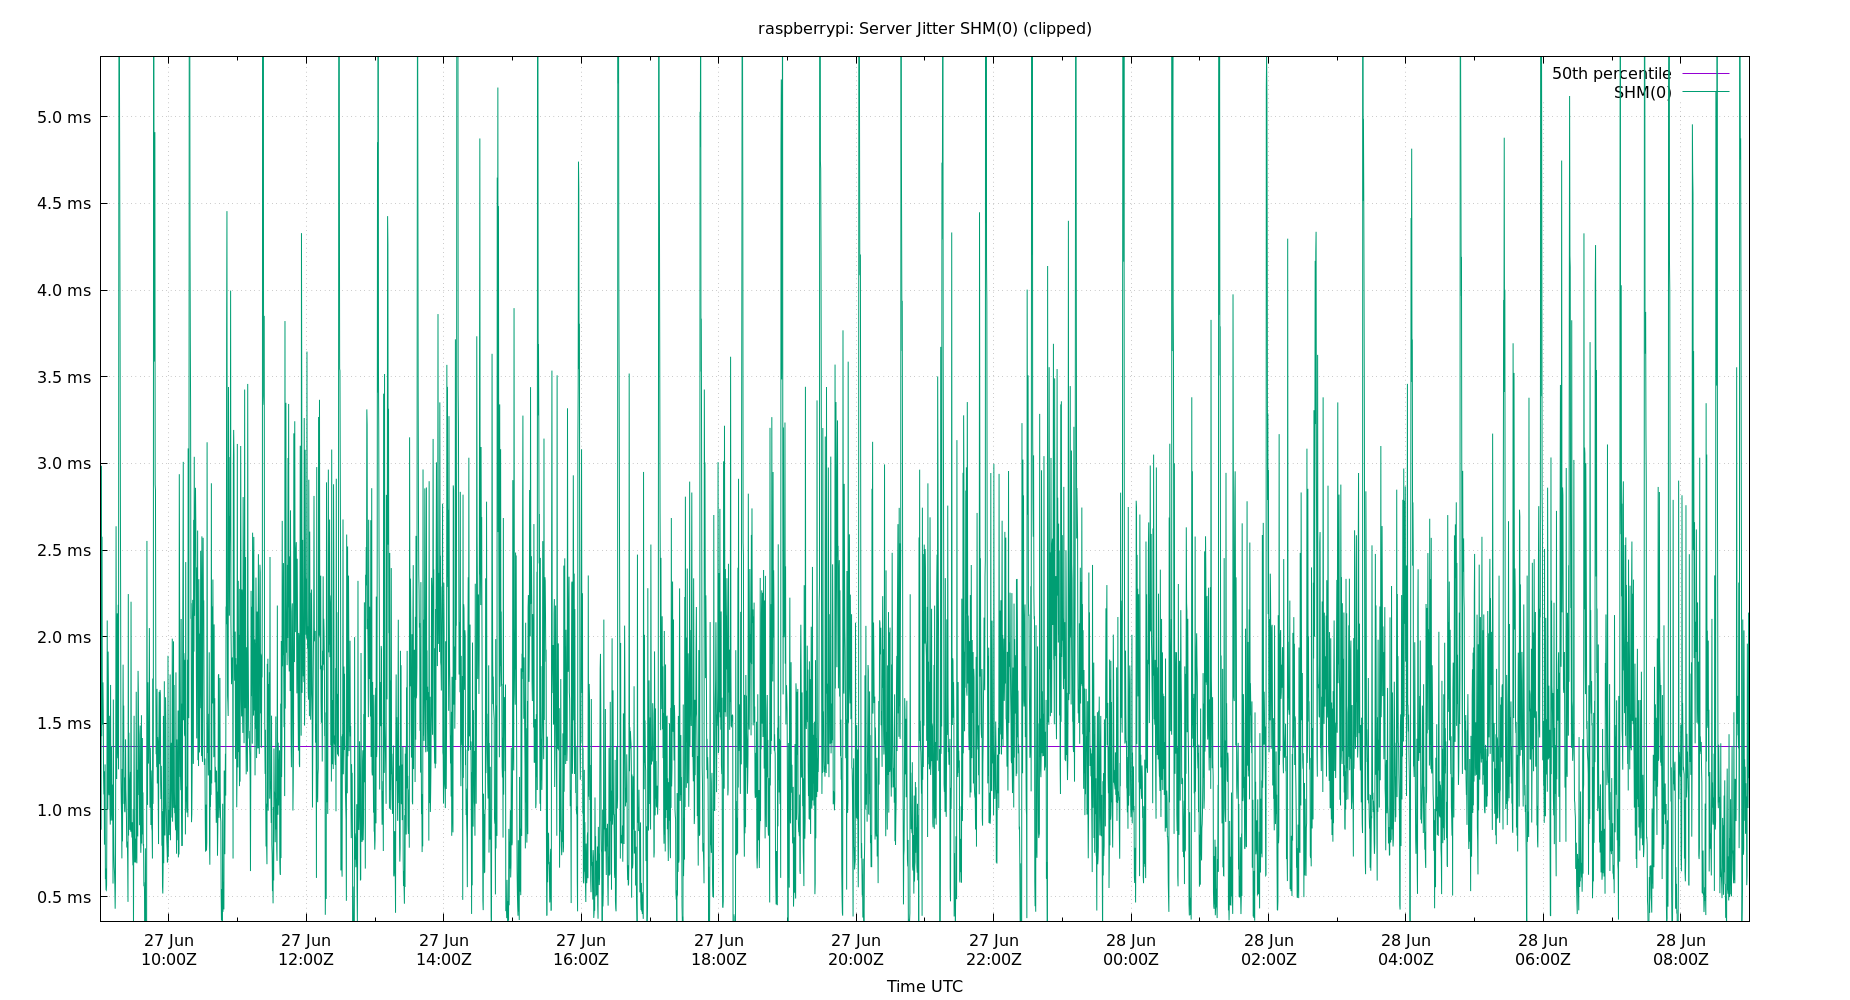 raspberrypi: Server Jitter SHM(0) (clipped)
50th percentile
SHM(0)
5.0 ms
4.5 ms
4.0 ms
3.5 ms
3.0 ms
2.5 ms
2.0 ms
1.5 ms
1.0 ms
0.5 ms
27 Jun 27 Jun 27 Jun 27 Jun 27 Jun 27 Jun 27 Jun 28 Jun 28 Jun 28 Jun 28 Jun 28 Jun
10:00Z 12:00Z 14:00Z 16:00Z 18:00Z 20:00Z 22:00Z 00:00Z 02:00Z 04:00Z 06:00Z 08:00Z
Time UTC